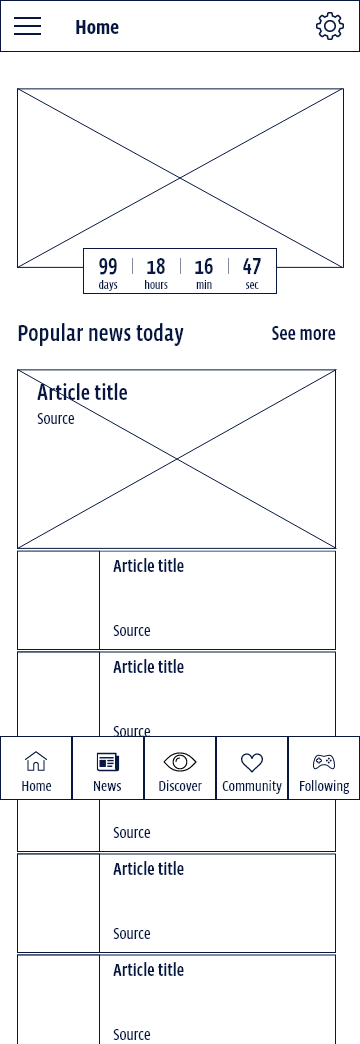 Home
99 18 16 47
days hours min sec
Popular news today See more
Article title
Source
Article title
Source
Article title
Source
Home News Discover Community Following
Source
Article title
Source
Article title
Source